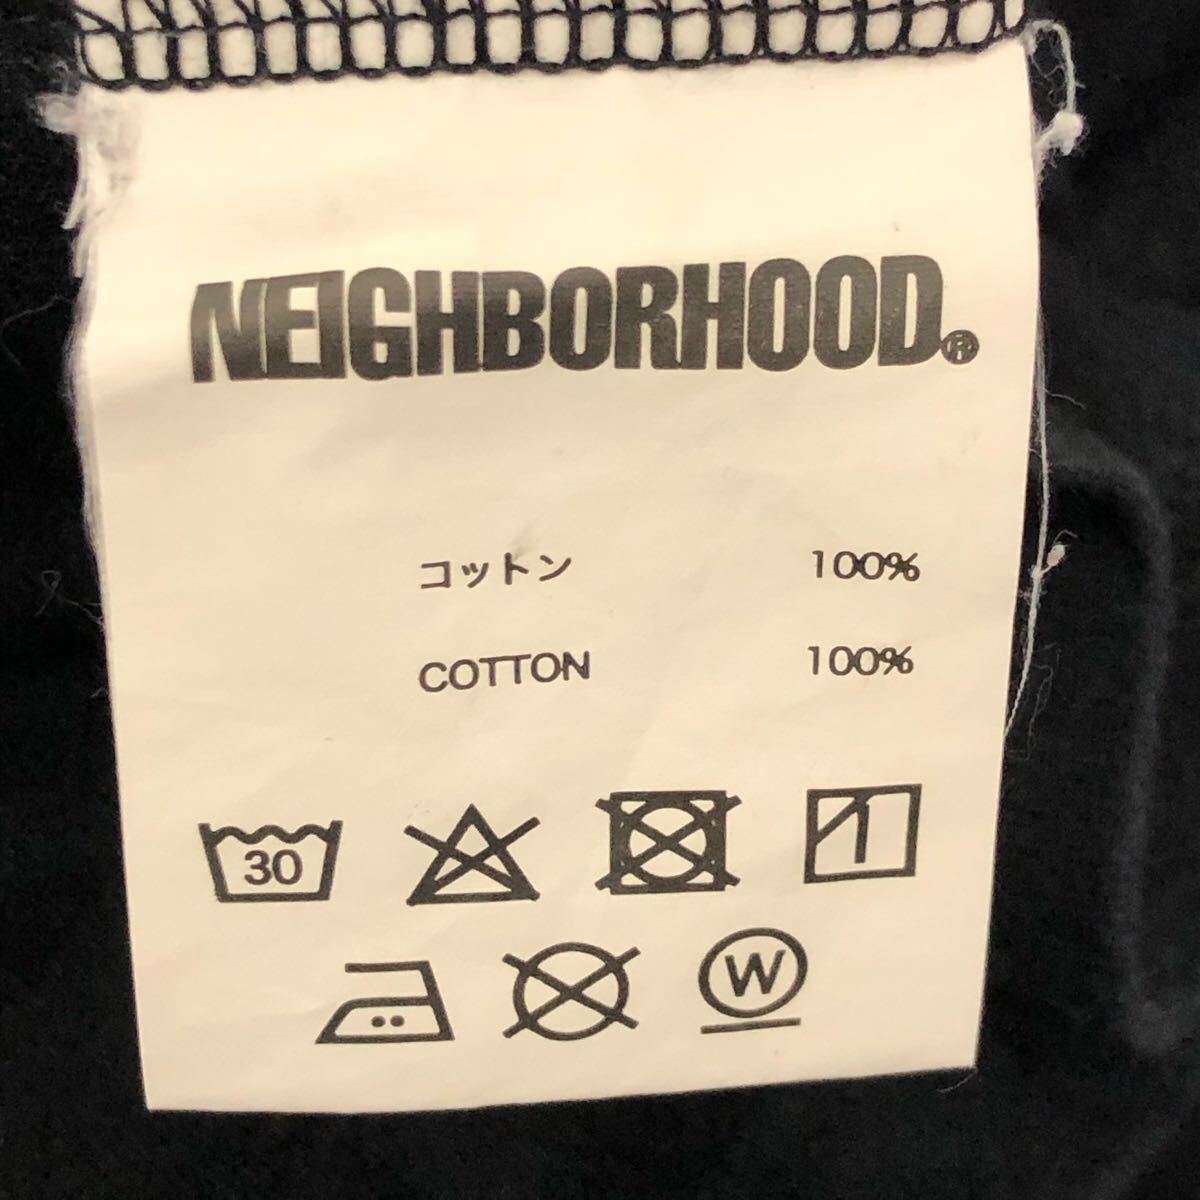 NEIGHBORHOOD®
コットン 100%
COTTON 100%
30
W